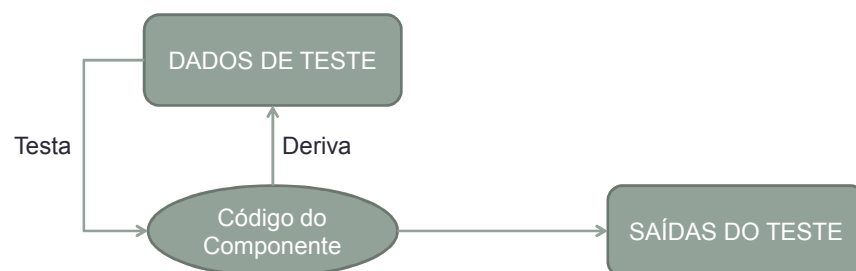 DADOS DE TESTE
Testa
Deriva
Código do
Componente
SAÍDAS DO TESTE